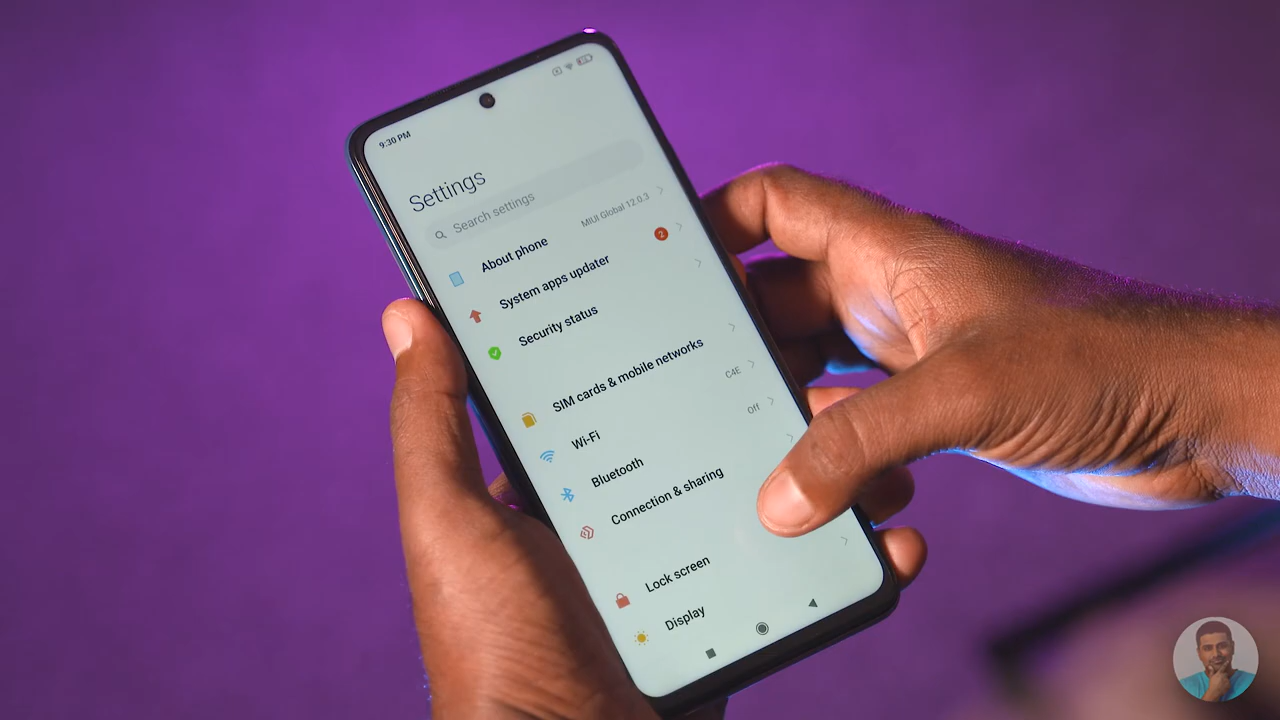 9:30 PM
Settings
Search settings
About phone
MIUI Global 12.0.3
System apps updater
2
Security status
SIM cards & mobile networks
Wi-Fi
C4E
Bluetooth
Off
Connection & sharing
Lock screen
Display